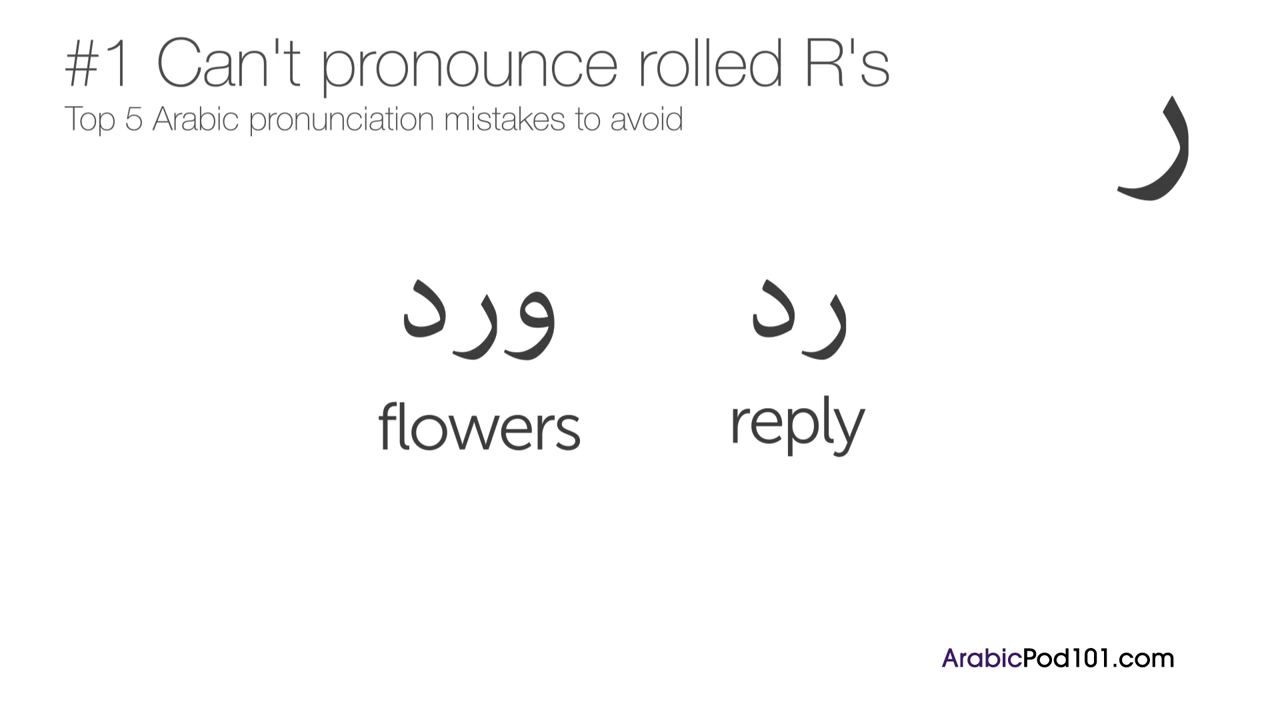 #1 Can't pronounce rolled R's
Top 5 Arabic pronunciation mistakes to avoid
ر
ورد رد
flowers reply
ArabicPod101.com